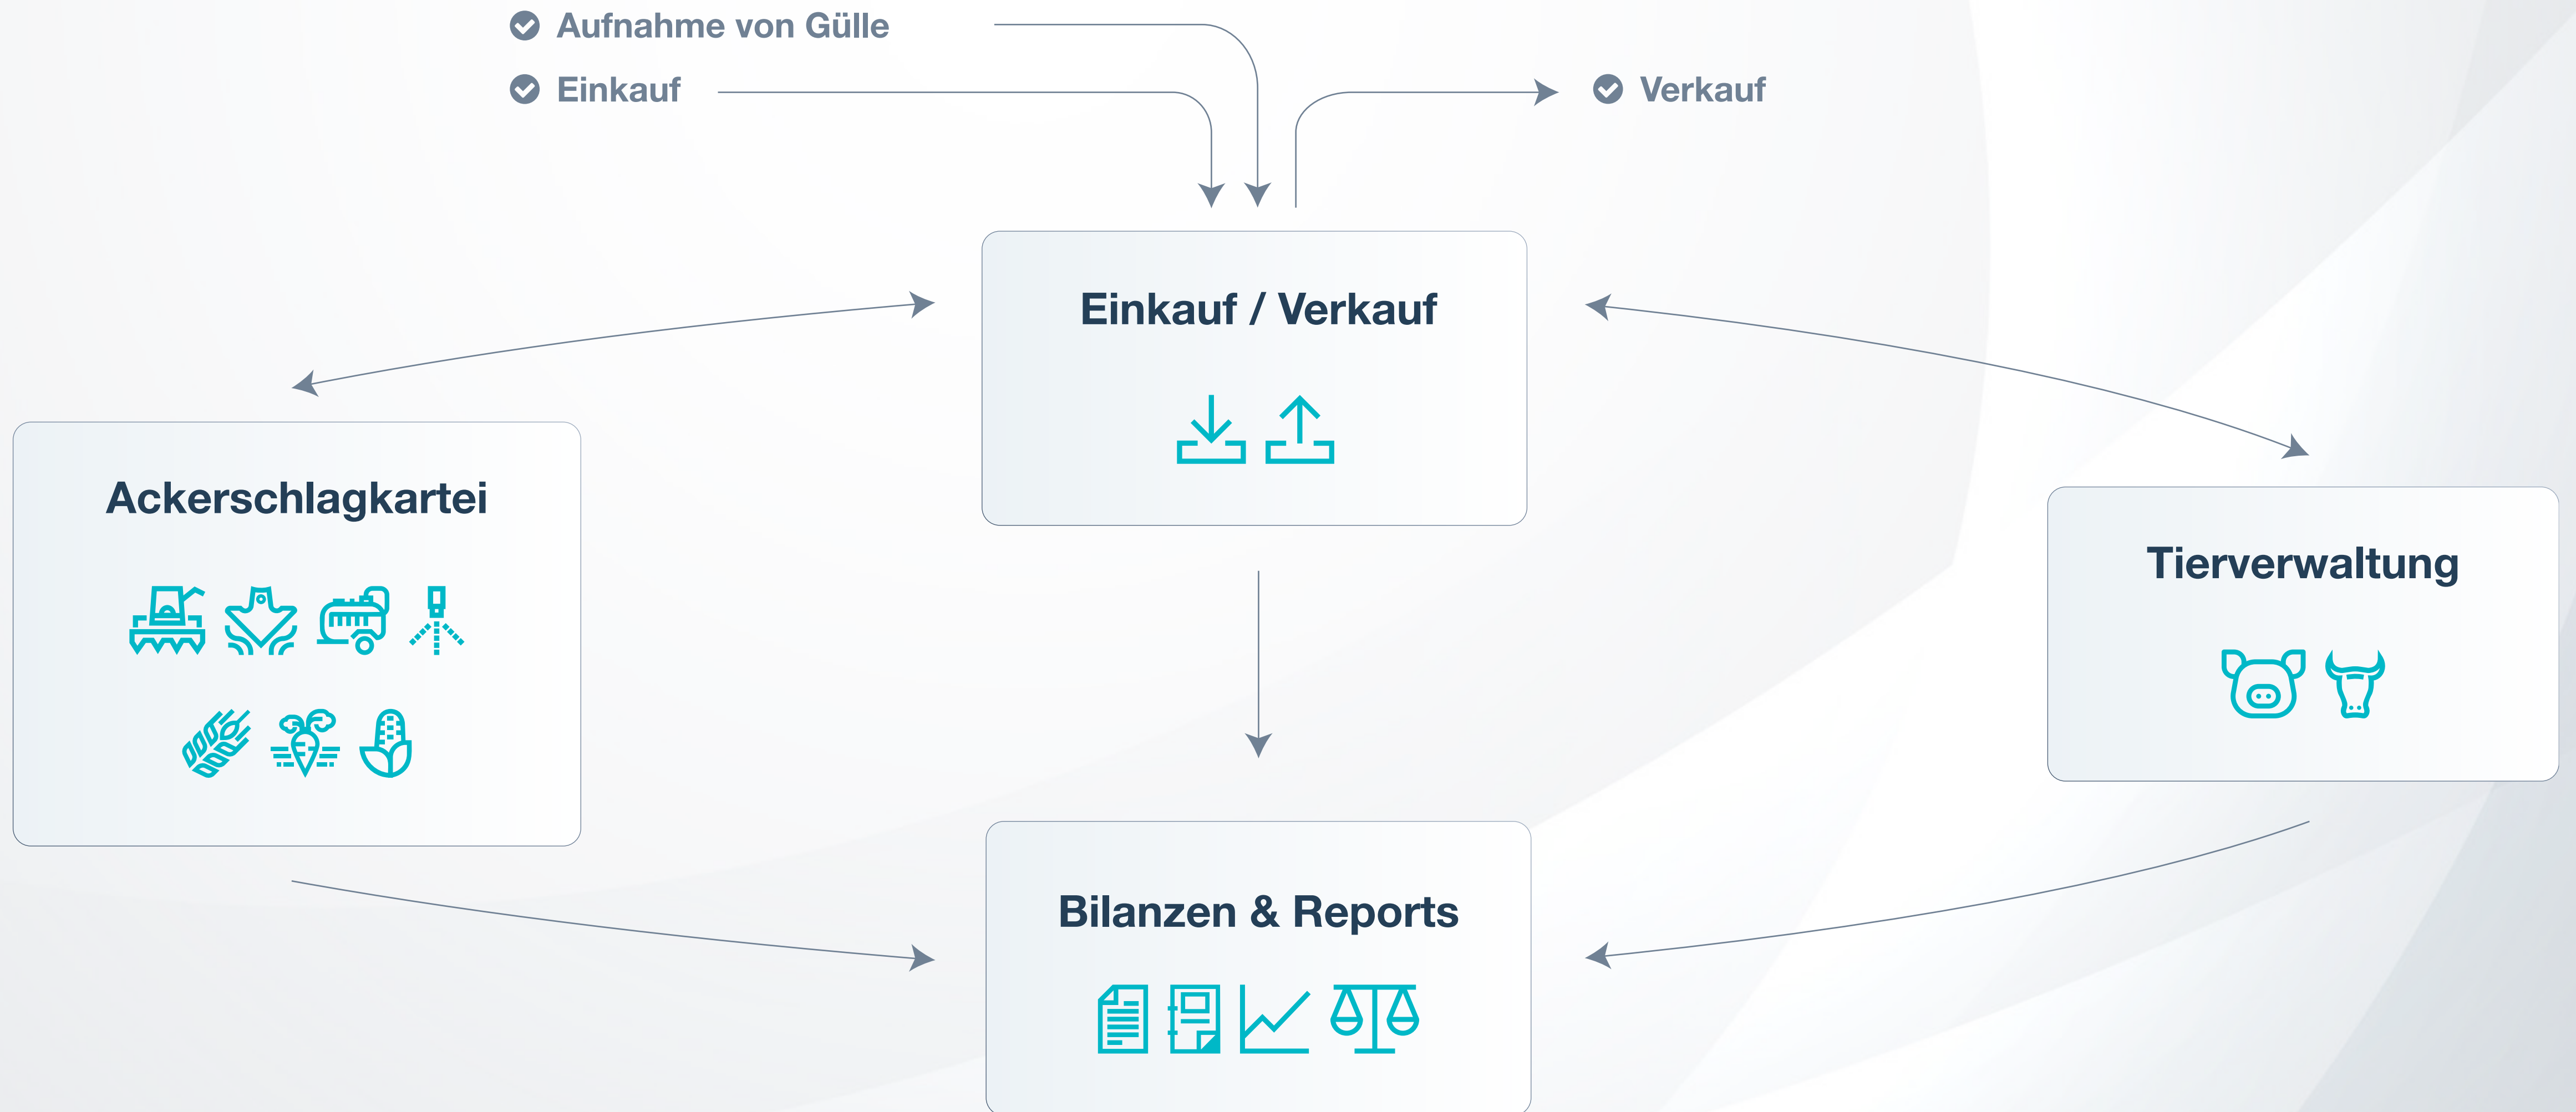 Aufnahme von Gülle
Einkauf
Verkauf
Einkauf / Verkauf
Ackerschlagkartei
Tierverwaltung
Bilanzen & Reports